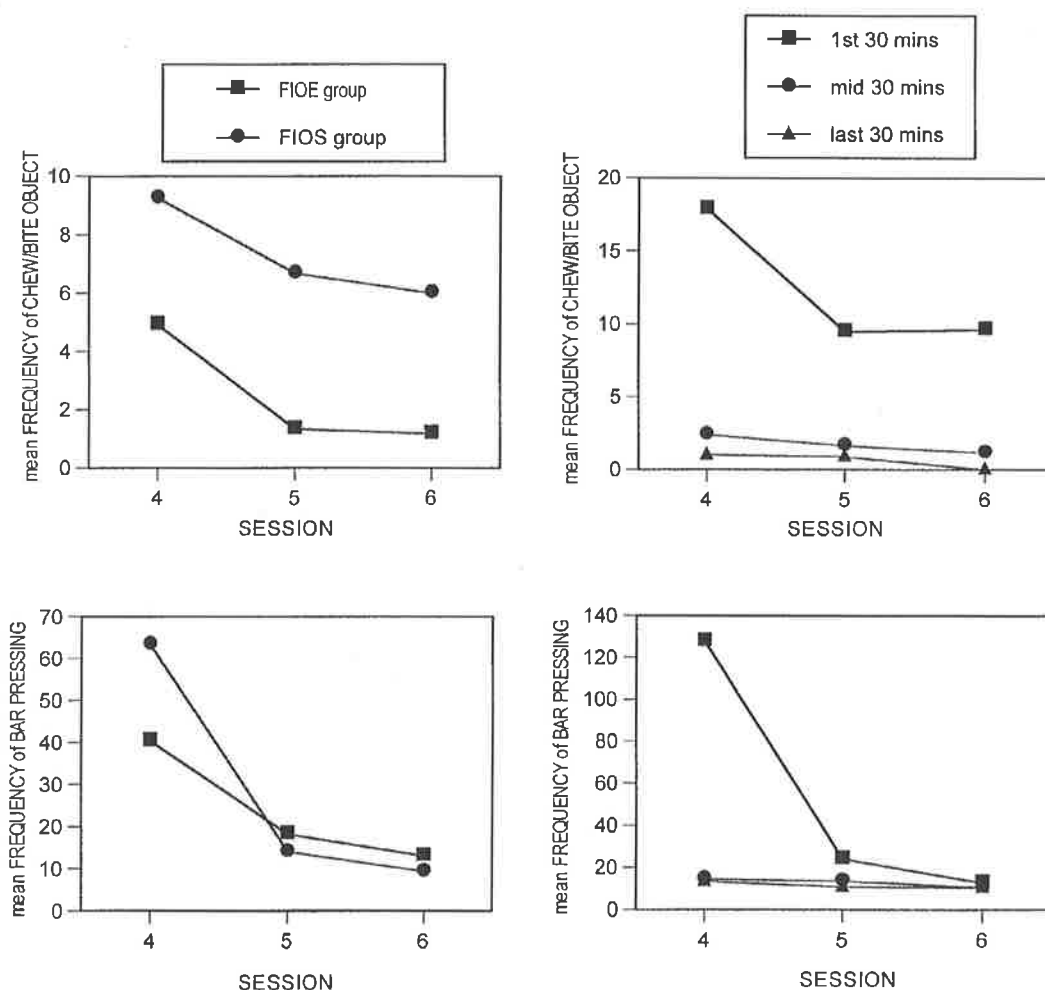 FIOE group
FIOS group
mean FREQUENCY of CHEW/BITE OBJECT
10
8
6
4
2
0
4 5 6
SESSION
1st 30 mins
mid 30 mins
last 30 mins
mean FREQUENCY of CHEW/BITE OBJECT
20
15
10
5
0
4 5 6
SESSION
mean FREQUENCY of BAR PRESSING
70
60
50
40
30
20
10
0
4 5 6
SESSION
mean FREQUENCY of BAR PRESSING
140
120
100
80
60
40
20
0
4 5 6
SESSION